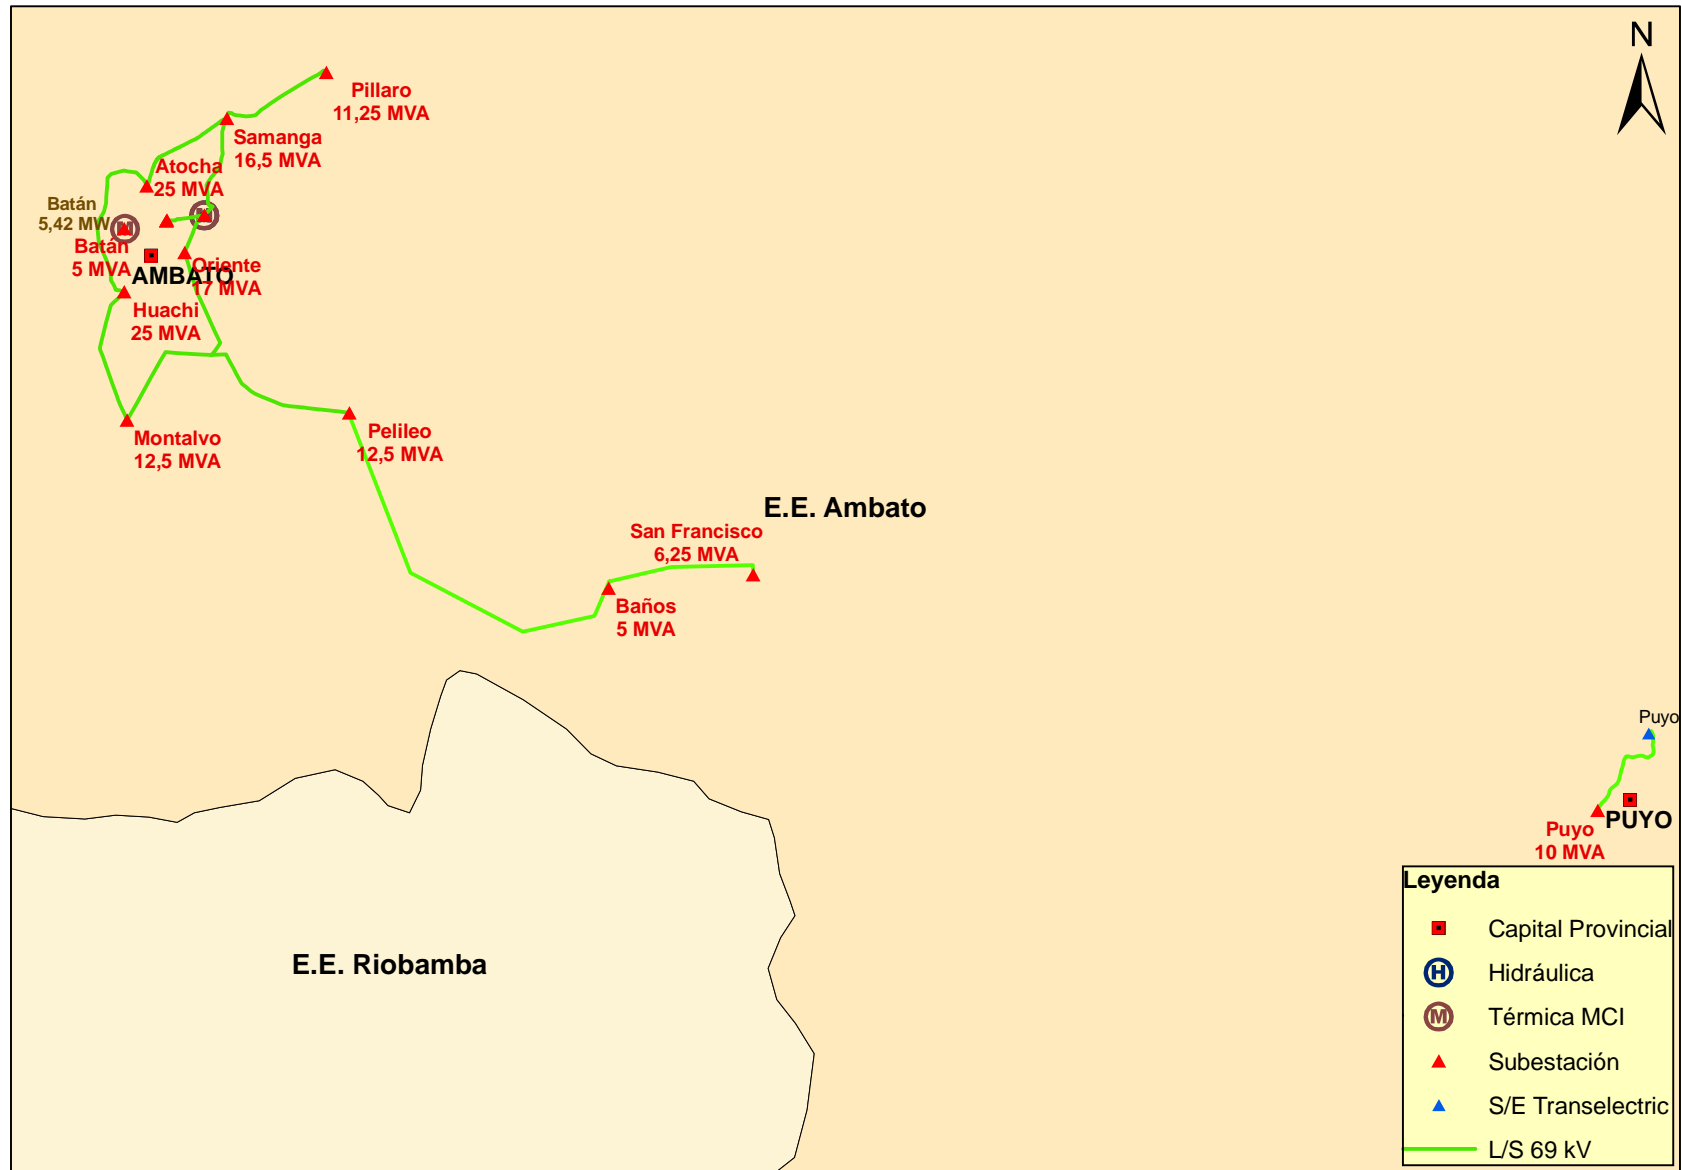 N
Pillaro
11,25 MVA
Samanga
16,5 MVA
Atocha
25 MVA
Batán
5,42 MW
M
Batán
5 MVA
AMBATO
Oriente
17 MVA
Huachi
25 MVA
Montalvo
12,5 MVA
Pelileo
12,5 MVA
E.E. Ambato
San Francisco
6,25 MVA
Baños
5 MVA
Puyo
PUYO
Puyo
10 MVA
E.E. Riobamba
Leyenda
Capital Provincial
H Hidráulica
M Térmica MCI
Subestación
S/E Transelectric
L/S 69 kV